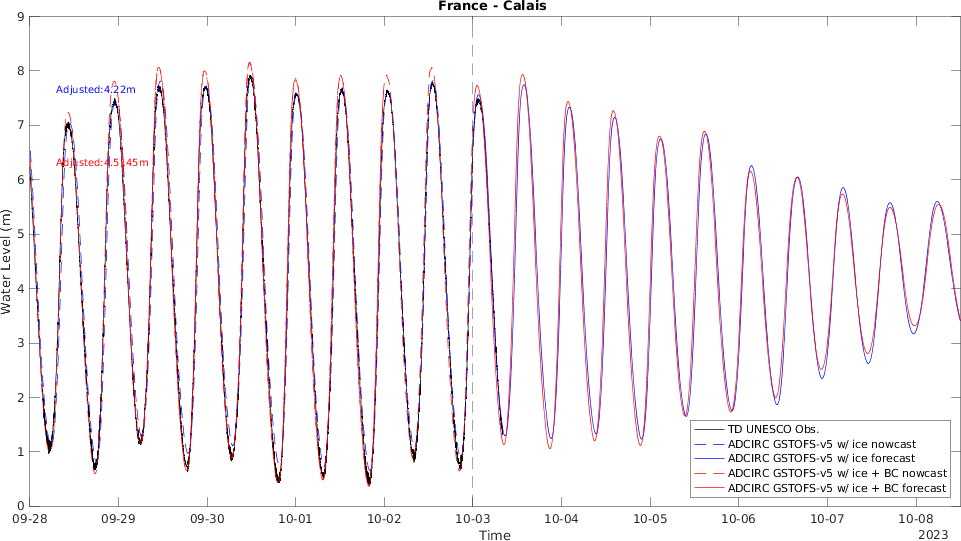 France - Calais
9
8
7
6
5
4
3
2
1
0
Water Level (m)
Adjusted:4.22m
Adjusted:4.5145m
TD UNESCO Obs.
ADCIRC GSTOFS-v5 w/ ice nowcast
ADCIRC GSTOFS-v5 w/ ice forecast
ADCIRC GSTOFS-v5 w/ ice + BC nowcast
ADCIRC GSTOFS-v5 w/ ice + BC forecast
09-28 09-29 09-30 10-01 10-02 10-03 10-04 10-05 10-06 10-07 10-08
Time
2023